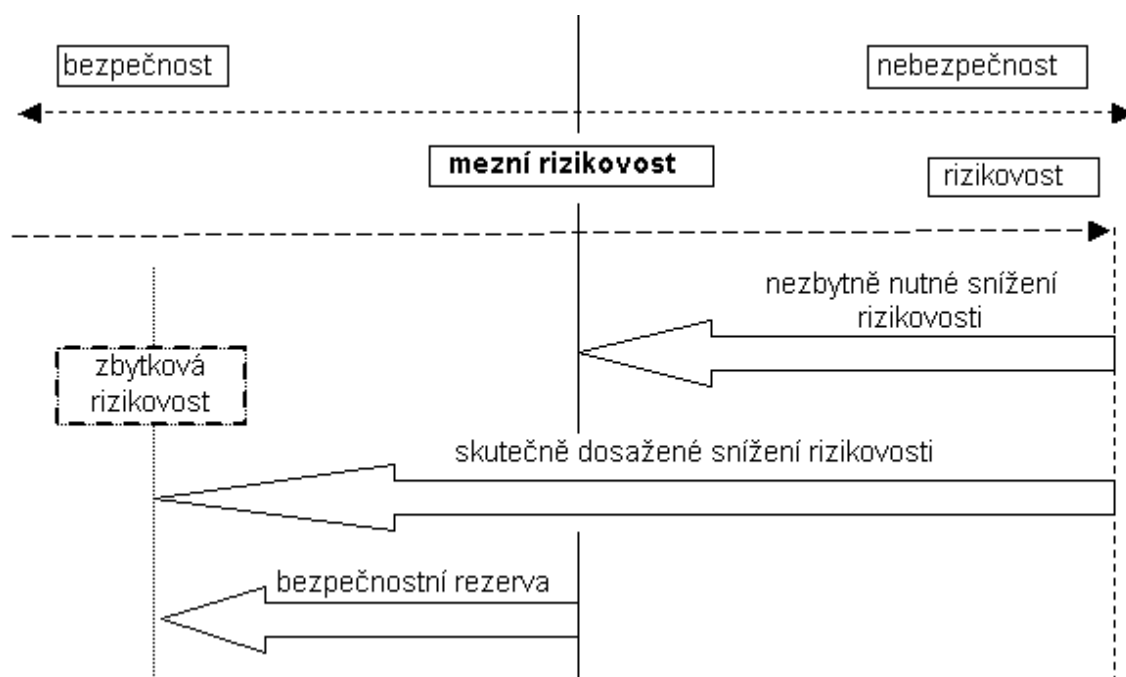 bezpečnost
nebezpečnost
mezní rizikovost
rizikovost
nezbytně nutné snížení
rizikovosti
zbytková
rizikovost
skutečně dosažené snížení rizikovosti
bezpečnostní rezerva